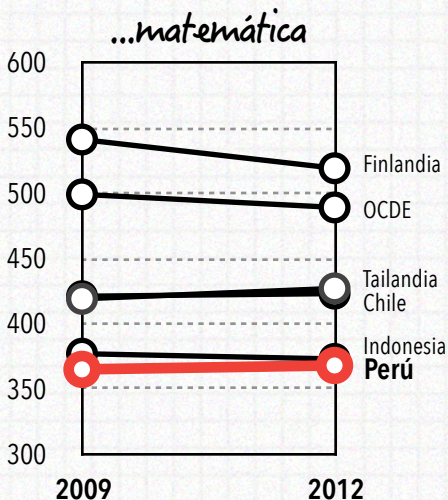 ...matemática
600
550
500
450
400
350
300
Finlandia
OCDE
Tailandia
Chile
Indonesia
Perú
2009 2012